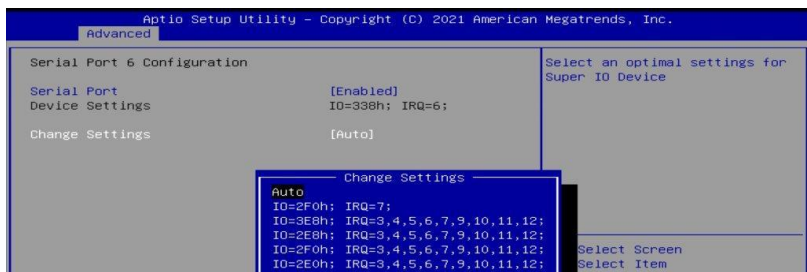 Aptio Setup Utility – Copyright (C) 2021 American Megatrends, Inc.
Advanced
Serial Port 6 Configuration
Serial Port [Enabled]
Device Settings IO=338h; IRQ=6;
Change Settings [Auto]
Select an optimal settings for
Super IO Device
Change Settings
Auto
IO=2F0h; IRQ=7;
IO=3E8h; IRQ=3,4,5,6,7,9,10,11,12;
IO=2E8h; IRQ=3,4,5,6,7,9,10,11,12;
IO=2F0h; IRQ=3,4,5,6,7,9,10,11,12;
IO=2E0h; IRQ=3,4,5,6,7,9,10,11,12;
Select Screen
Select Item